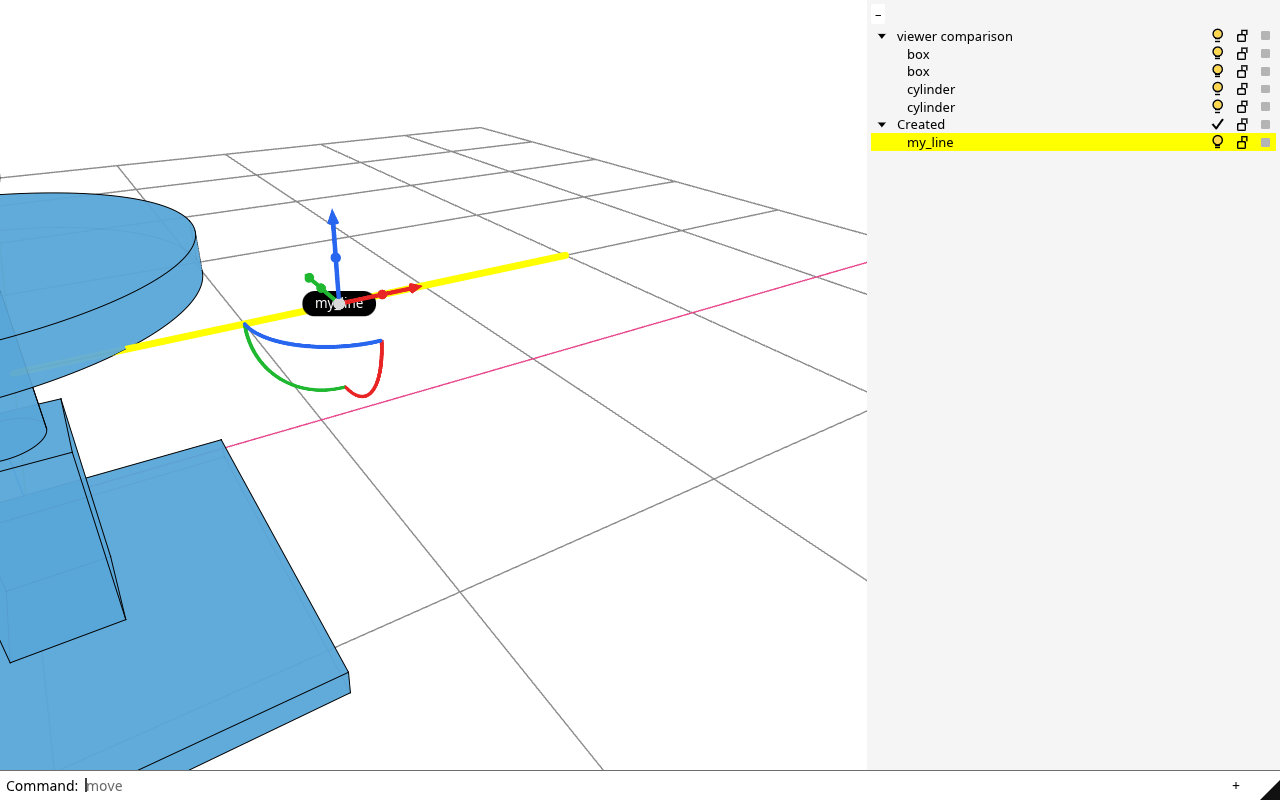 –
viewer comparison
box
box
cylinder
cylinder
Created
my_line
my_line
Command: move
+